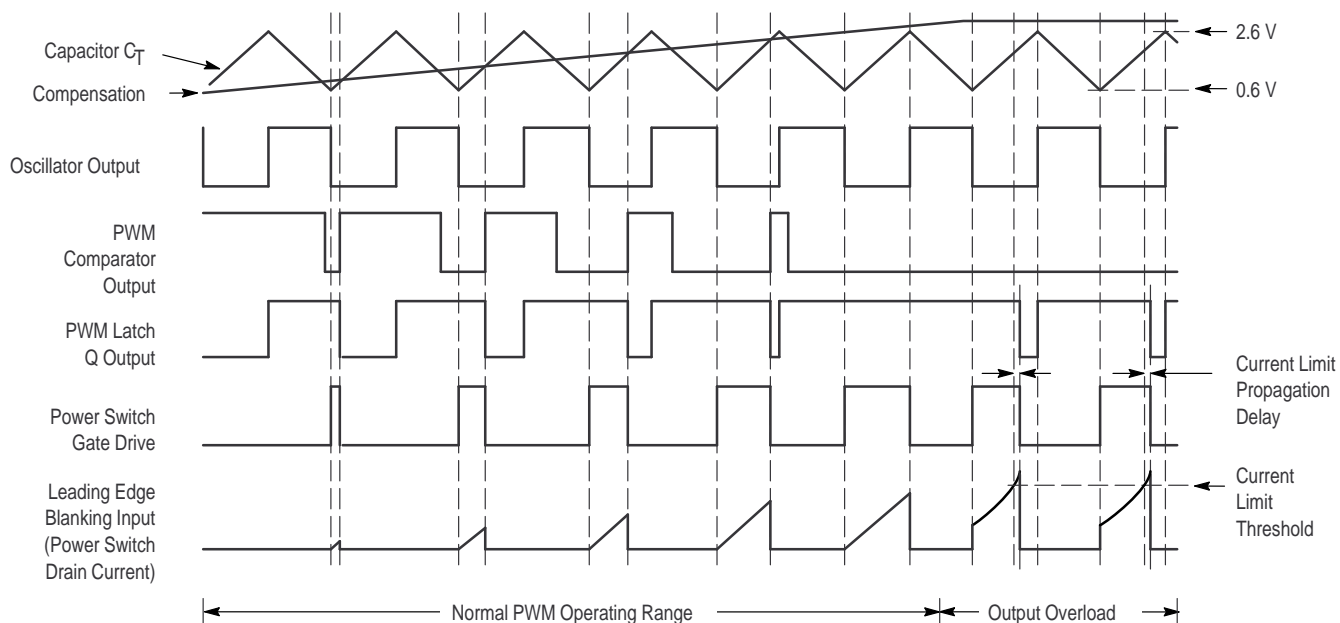 Capacitor CT
Compensation
2.6 V
0.6 V
Oscillator Output
PWM
Comparator
Output
PWM Latch
Q Output
Current Limit
Propagation
Delay
Power Switch
Gate Drive
Leading Edge
Blanking Input
(Power Switch
Drain Current)
Current
Limit
Threshold
Normal PWM Operating Range
Output Overload